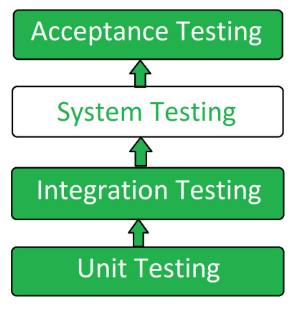 Acceptance Testing
System Testing
Integration Testing
Unit Testing